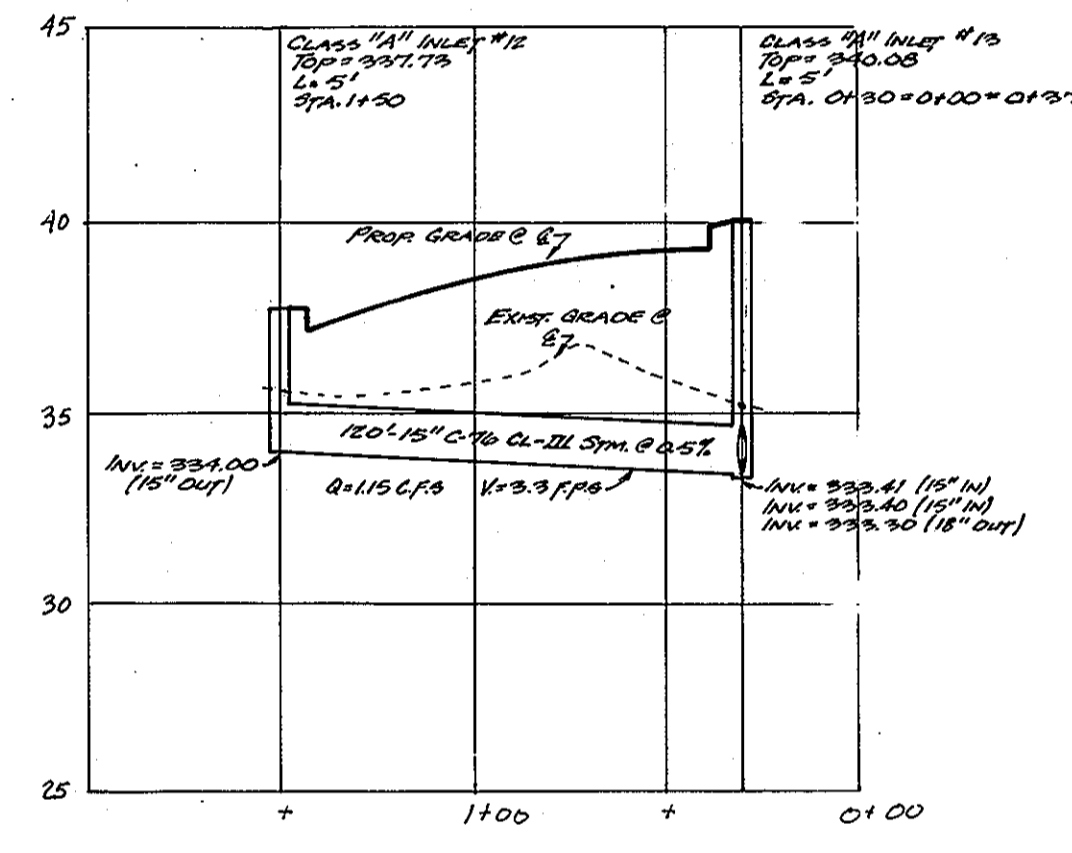 45
CLASS "A" INLET #12
TOP = 337.73
L = 5'
STA. 1+50
CLASS "A" INLET #13
TOP = 340.08
L = 5'
STA. 0+30 = 0+00 = 0+37
40
PROP. GRADE @ ℄
EXIST. GRADE @
℄
35
120'-15" C-76 CL-III STM. @ 0.5%
INV. = 334.00
(15" OUT)
Q=1.15 C.F.S V.=3.3 F.P.S
INV. = 333.41 (15" IN)
INV. = 333.40 (15" IN)
INV. = 333.30 (18" OUT)
30
25
+ 1+00 + 0+00